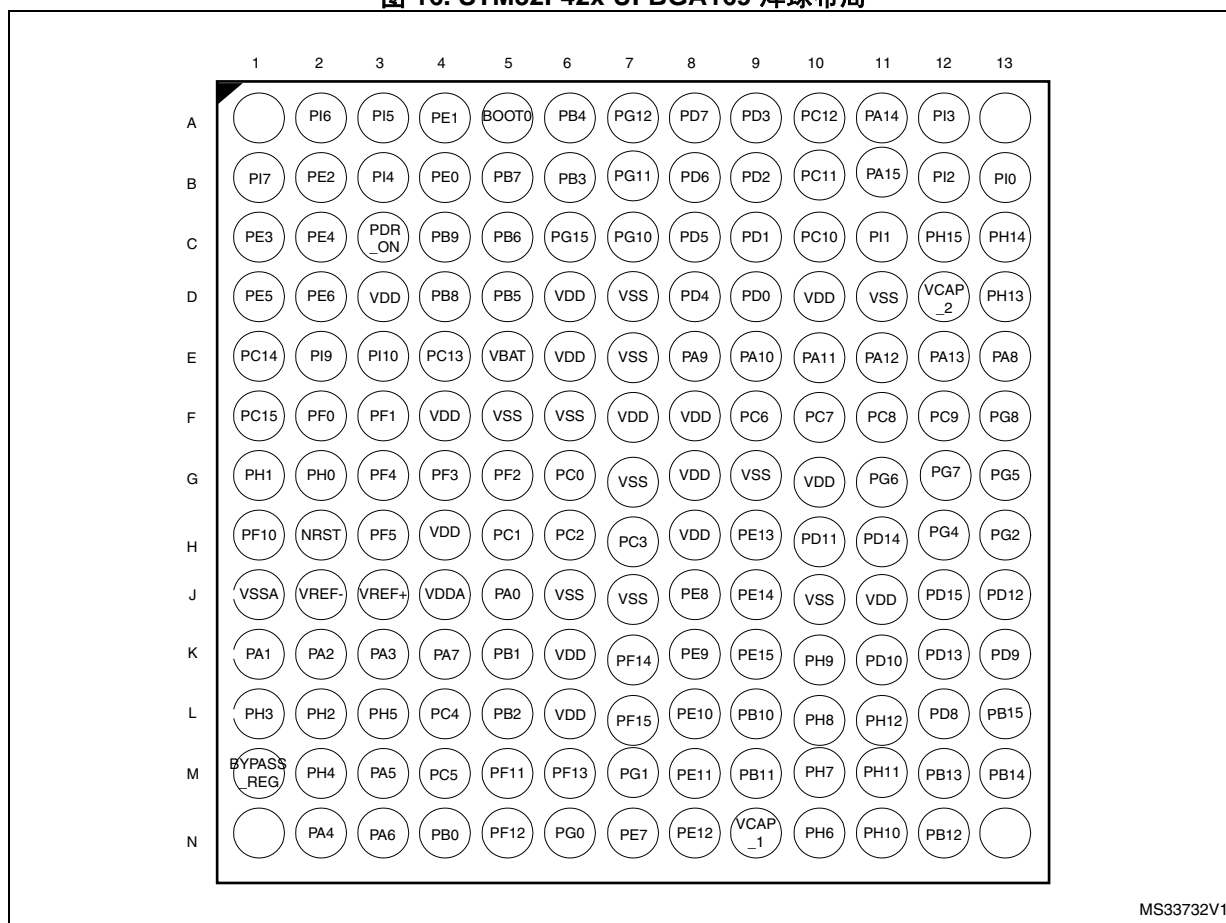 图 16. STM32F42x UFBGA169 焊球布局
1 2 3 4 5 6 7 8 9 10 11 12 13
A PI6 PI5 PE1 BOOT0 PB4 PG12 PD7 PD3 PC12 PA14 PI3
B PI7 PE2 PI4 PE0 PB7 PB3 PG11 PD6 PD2 PC11 PA15 PI2 PI0
C PE3 PE4 PDR_ON PB9 PB6 PG15 PG10 PD5 PD1 PC10 PI1 PH15 PH14
D PE5 PE6 VDD PB8 PB5 VDD VSS PD4 PD0 VDD VSS VCAP_2 PH13
E PC14 PI9 PI10 PC13 VBAT VDD VSS PA9 PA10 PA11 PA12 PA13 PA8
F PC15 PF0 PF1 VDD VSS VSS VDD VDD PC6 PC7 PC8 PC9 PG8
G PH1 PH0 PF4 PF3 PF2 PC0 VSS VDD VSS VDD PG6 PG7 PG5
H PF10 NRST PF5 VDD PC1 PC2 PC3 VDD PE13 PD11 PD14 PG4 PG2
J VSSA VREF- VREF+ VDDA PA0 VSS VSS PE8 PE14 VSS VDD PD15 PD12
K PA1 PA2 PA3 PA7 PB1 VDD PF14 PE9 PE15 PH9 PD10 PD13 PD9
L PH3 PH2 PH5 PC4 PB2 VDD PF15 PE10 PB10 PH8 PH12 PD8 PB15
M BYPASS_REG PH4 PA5 PC5 PF11 PF13 PG1 PE11 PB11 PH7 PH11 PB13 PB14
N PA4 PA6 PB0 PF12 PG0 PE7 PE12 VCAP_1 PH6 PH10 PB12
MS33732V1